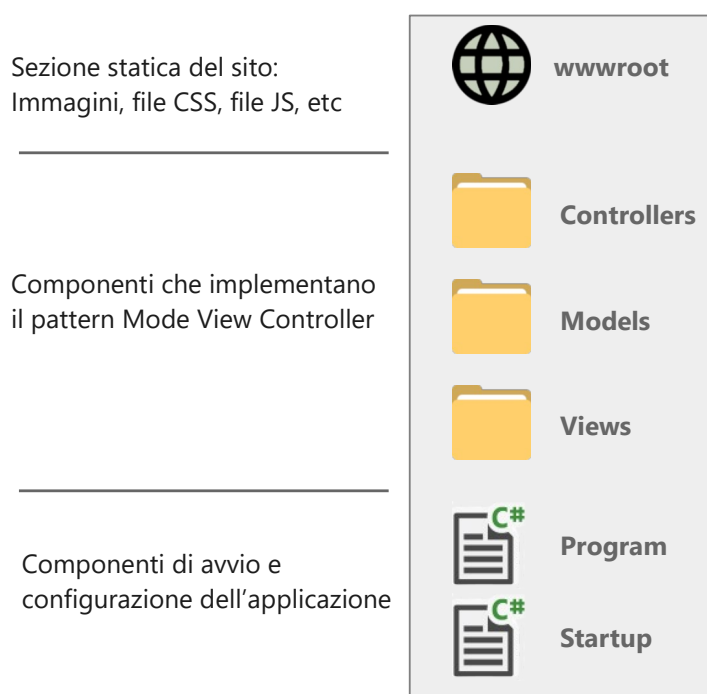 Sezione statica del sito:
Immagini, file CSS, file JS, etc
wwwroot
Controllers
Componenti che implementano
il pattern Mode View Controller
Models
Views
C#
Program
Componenti di avvio e
configurazione dell’applicazione
C#
Startup